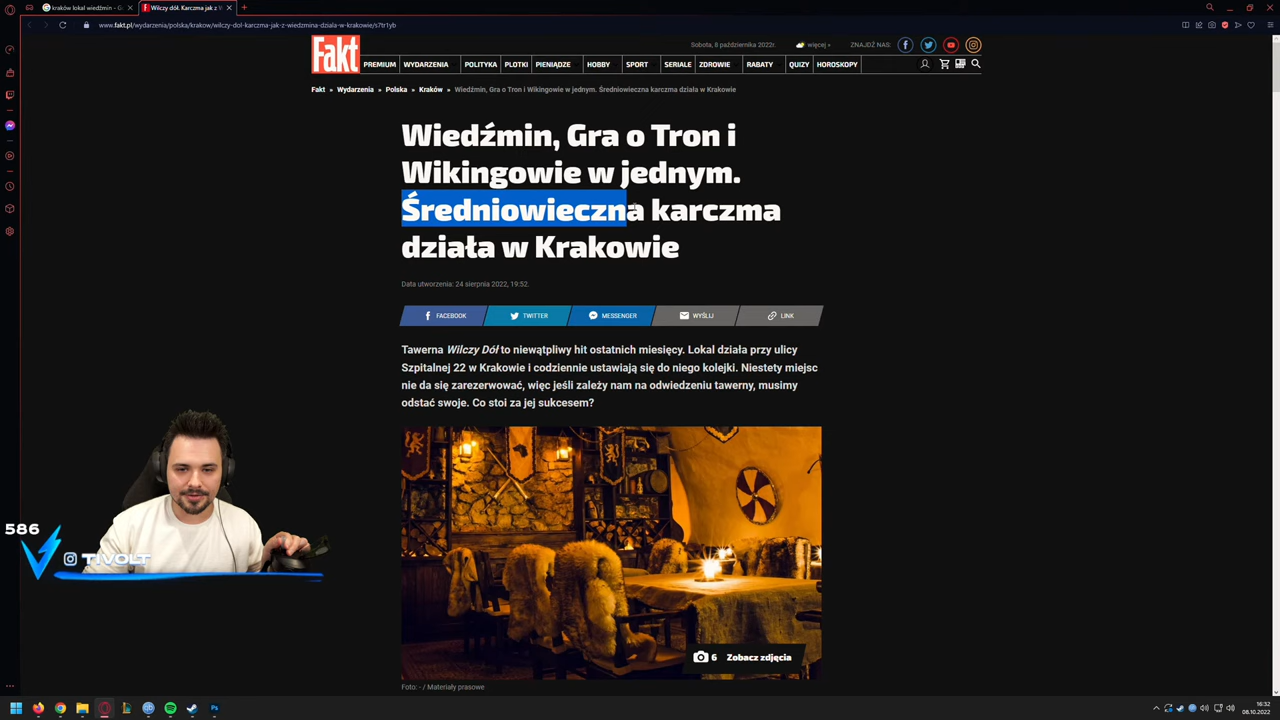 kraków lokal wiedźmin - G
Wilczy dół. Karczma jak z W
www.fakt.pl/wydarzenia/polska/krakow/wilczy-dol-karczma-jak-z-wiedzmina-dziala-w-krakowie/s7tr1yb
Fakt
Sobota, 8 października 2022r.
więcej »
ZNAJDŹ NAS:
PREMIUM WYDARZENIA POLITYKA PLOTKI PIENIĄDZE HOBBY SPORT SERIALE ZDROWIE RABATY QUIZY HOROSKOPY
Fakt » Wydarzenia » Polska » Kraków » Wiedźmin, Gra o Tron i Wikingowie w jednym. Średniowieczna karczma działa w Krakowie
Wiedźmin, Gra o Tron i
Wikingowie w jednym.
Średniowieczna karczma
działa w Krakowie
Data utworzenia: 24 sierpnia 2022, 19:52.
FACEBOOK TWITTER MESSENGER WYŚLIJ LINK
Tawerna Wilczy Dół to niewątpliwy hit ostatnich miesięcy. Lokal działa przy ulicy
Szpitalnej 22 w Krakowie i codziennie ustawiają się do niego kolejki. Niestety miejsc
nie da się zarezerwować, więc jeśli zależy nam na odwiedzeniu tawerny, musimy
odstać swoje. Co stoi za jej sukcesem?
6 Zobacz zdjęcia
Foto: - / Materiały prasowe
586
TIVOLT
16:32
08.10.2022